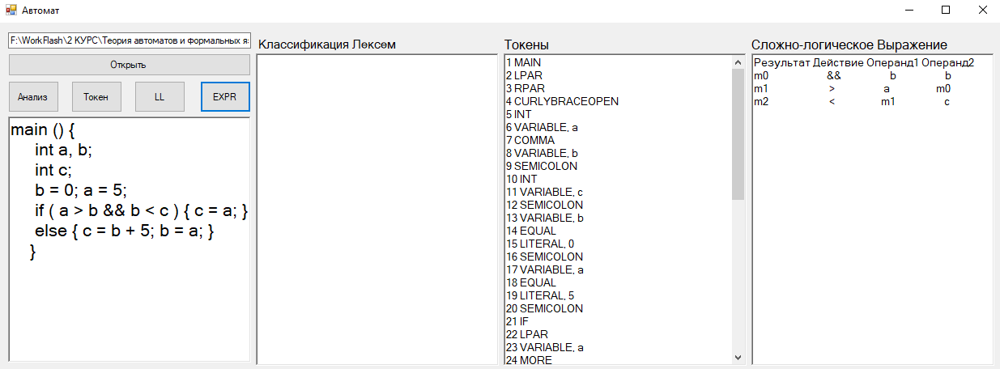 Автомат
F:\WorkFlash\2 КУРС\Теория автоматов и формальных яз
Открыть
Анализ Токен LL EXPR
main () {
int a, b;
int c;
b = 0; a = 5;
if ( a > b && b < c ) { c = a; }
else { c = b + 5; b = a; }
}
Классификация Лексем
Токены
1 MAIN
2 LPAR
3 RPAR
4 CURLYBRACEOPEN
5 INT
6 VARIABLE, a
7 COMMA
8 VARIABLE, b
9 SEMICOLON
10 INT
11 VARIABLE, c
12 SEMICOLON
13 VARIABLE, b
14 EQUAL
15 LITERAL, 0
16 SEMICOLON
17 VARIABLE, a
18 EQUAL
19 LITERAL, 5
20 SEMICOLON
21 IF
22 LPAR
23 VARIABLE, a
24 MORE
Сложно-логическое Выражение
Результат Действие Операнд1 Операнд2
m0 && b b
m1 > a m0
m2 < m1 c